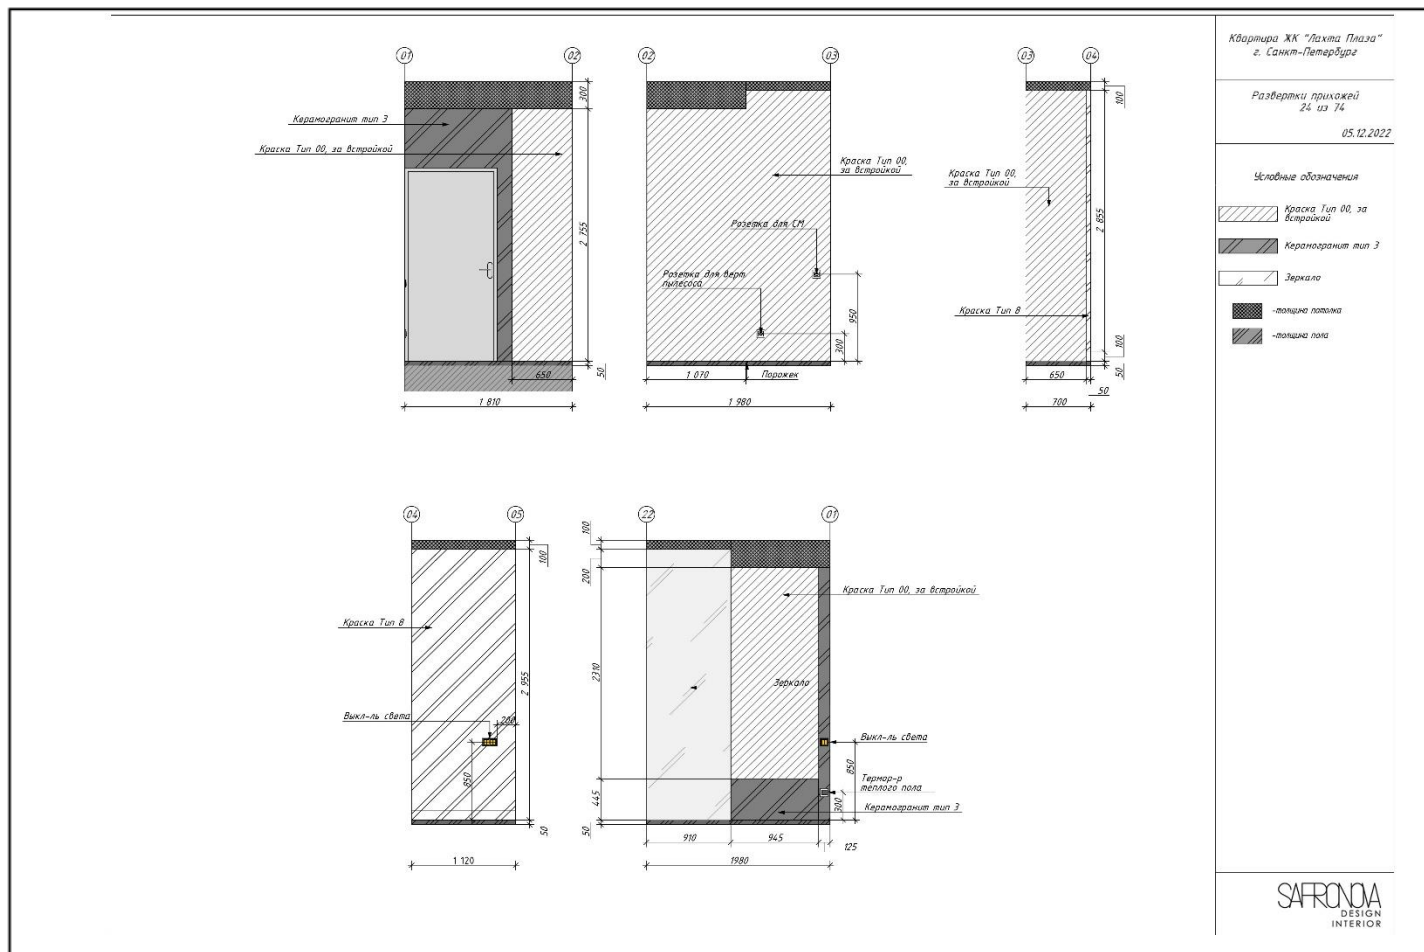 01
02
300
Керамогранит тип 3
Краска Тип 00, за встройкой
2 755
650
50
1 810
02
03
Краска Тип 00,
за встройкой
Розетка для СМ
Розетка для верт.
пылесоса
950
300
1 070
Порожек
1 980
03
04
100
Краска Тип 00,
за встройкой
2 855
Краска Тип 8
100
650
50
50
700
04
05
100
Краска Тип 8
2 955
Выкл-ль света
200
850
50
1 120
22
01
100
200
Краска Тип 00, за встройкой
2310
Зеркало
Выкл-ль света
850
Термор-р
теплого пола
300
445
Керамогранит тип 3
50
910
945
125
1980
Квартира ЖК "Лахта Плаза"
г. Санкт-Петербург
Развертки прихожей
24 из 74
05.12.2022
Условные обозначения
Краска Тип 00, за
встройкой
Керамогранит тип 3
Зеркало
-толщина потолка
-толщина пола
SAFRONOVA
DESIGN
INTERIOR